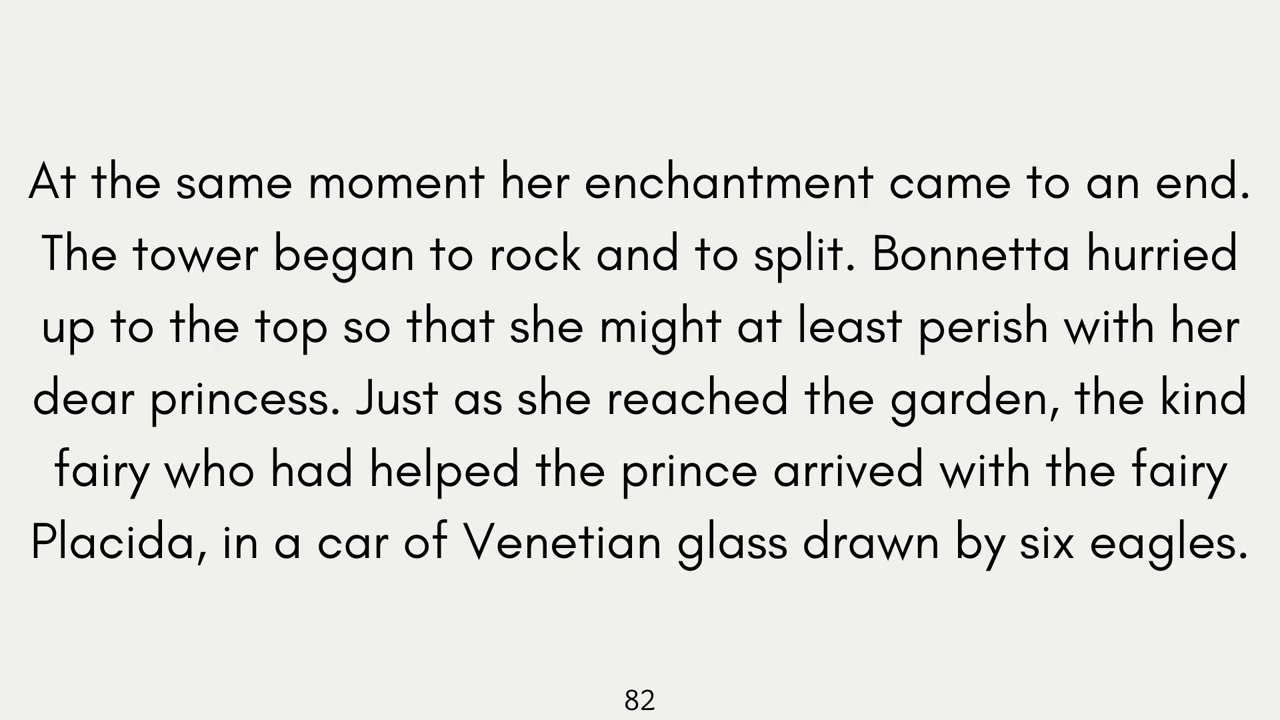 At the same moment her enchantment came to an end.
The tower began to rock and to split. Bonnetta hurried
up to the top so that she might at least perish with her
dear princess. Just as she reached the garden, the kind
fairy who had helped the prince arrived with the fairy
Placida, in a car of Venetian glass drawn by six eagles.
82